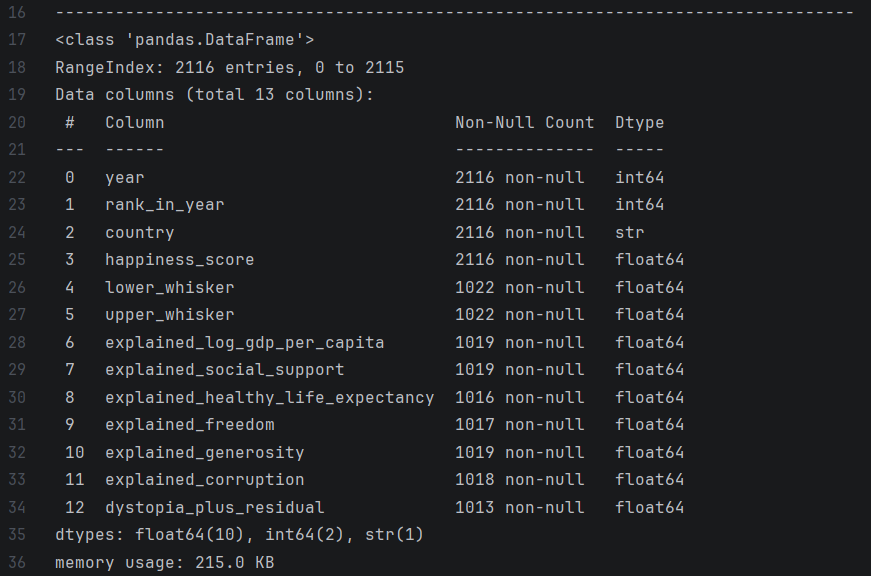 16 --------------------------------------------------------------------------------
17 <class 'pandas.DataFrame'>
18 RangeIndex: 2116 entries, 0 to 2115
19 Data columns (total 13 columns):
20  #   Column                             Non-Null Count  Dtype
21 ---  ------                             --------------  -----
22  0   year                               2116 non-null   int64
23  1   rank_in_year                       2116 non-null   int64
24  2   country                            2116 non-null   str
25  3   happiness_score                    2116 non-null   float64
26  4   lower_whisker                      1022 non-null   float64
27  5   upper_whisker                      1022 non-null   float64
28  6   explained_log_gdp_per_capita       1019 non-null   float64
29  7   explained_social_support           1019 non-null   float64
30  8   explained_healthy_life_expectancy  1016 non-null   float64
31  9   explained_freedom                  1017 non-null   float64
32  10  explained_generosity               1019 non-null   float64
33  11  explained_corruption               1018 non-null   float64
34  12  dystopia_plus_residual             1013 non-null   float64
35 dtypes: float64(10), int64(2), str(1)
36 memory usage: 215.0 KB